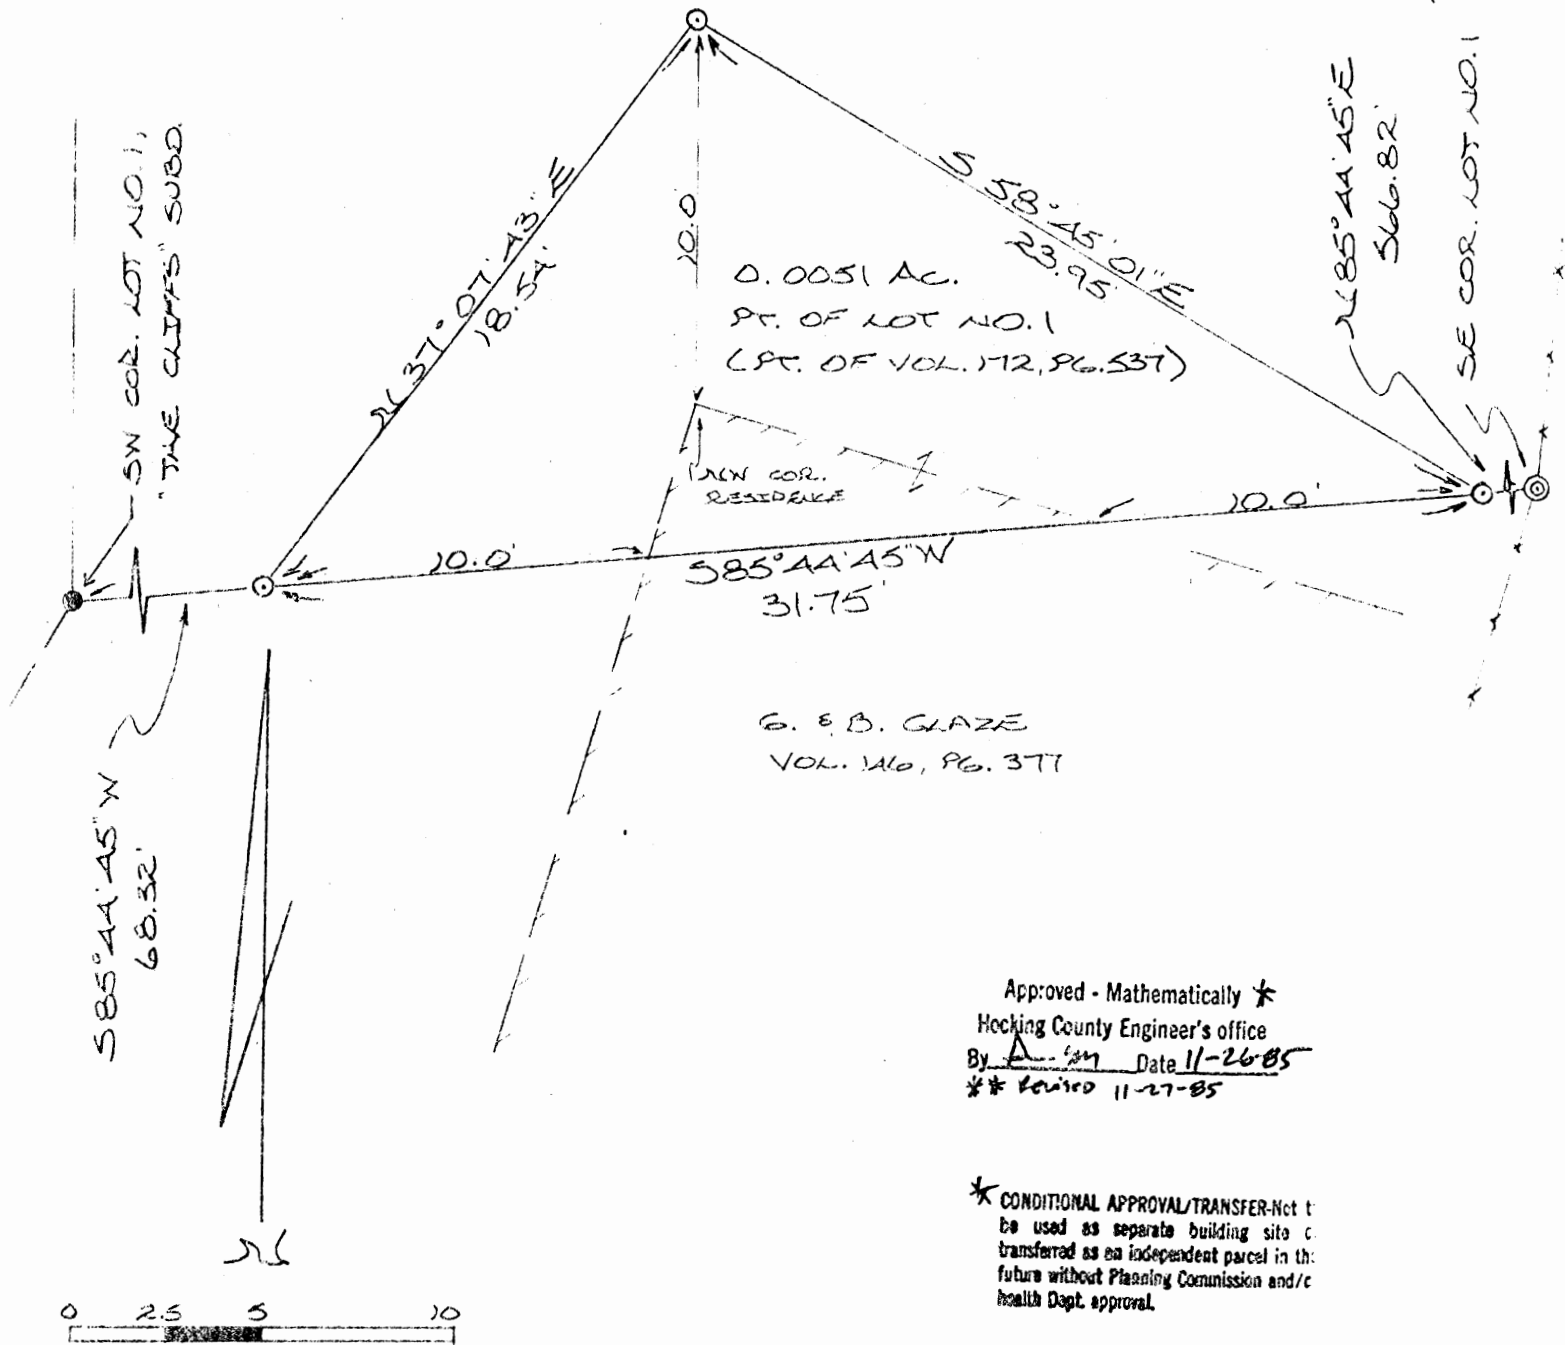 SW COR. LOT NO. 1,
"THE CLIFFS" SUBD.
N 37° 07' 43" E
18.54'
10.0'
S 58° 45' 01" E
23.95'
N 85° 44' 45" E
566.82'
SE COR. LOT NO. 1
0.0051 AC.
PT. OF LOT NO. 1
(PT. OF VOL. 172, PG. 537)
NW COR.
RESIDENCE
10.0'
10.0'
S85° 44' 45" W
31.75'
G. & B. GLAZE
VOL. 146, PG. 377
S85° 44' 45" W
68.32'
N
0 2.5 5 10
Approved - Mathematically *
Hocking County Engineer's office
By Date 11-26-85
** Revised 11-27-85
* CONDITIONAL APPROVAL/TRANSFER-Not t
be used as separate building site
transferred as an independent parcel in th
future without Planning Commission and/
health Dept. approval.